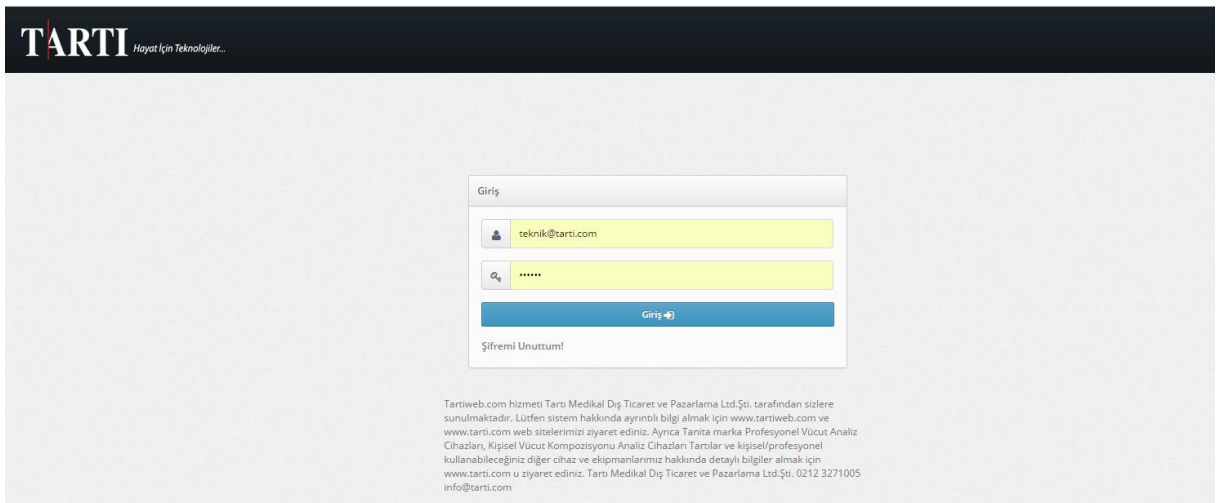 TARTI Hayat İçin Teknolojiler...
Giriş
teknik@tarti.com
••••••
Giriş
Şifremi Unuttum!
Tartiweb.com hizmeti Tartı Medikal Dış Ticaret ve Pazarlama Ltd.Şti. tarafından sizlere
sunulmaktadır. Lütfen sistem hakkında ayrıntılı bilgi almak için www.tartiweb.com ve
www.tarti.com web sitelerimizi ziyaret ediniz. Ayrıca Tanita marka Profesyonel Vücut Analiz
Cihazları, Kişisel Vücut Kompozisyonu Analiz Cihazları Tartılar ve kişisel/profesyonel
kullanabileceğiniz diğer cihaz ve ekipmanlarımız hakkında detaylı bilgiler almak için
www.tarti.com u ziyaret ediniz. Tartı Medikal Dış Ticaret ve Pazarlama Ltd.Şti. 0212 3271005
info@tarti.com